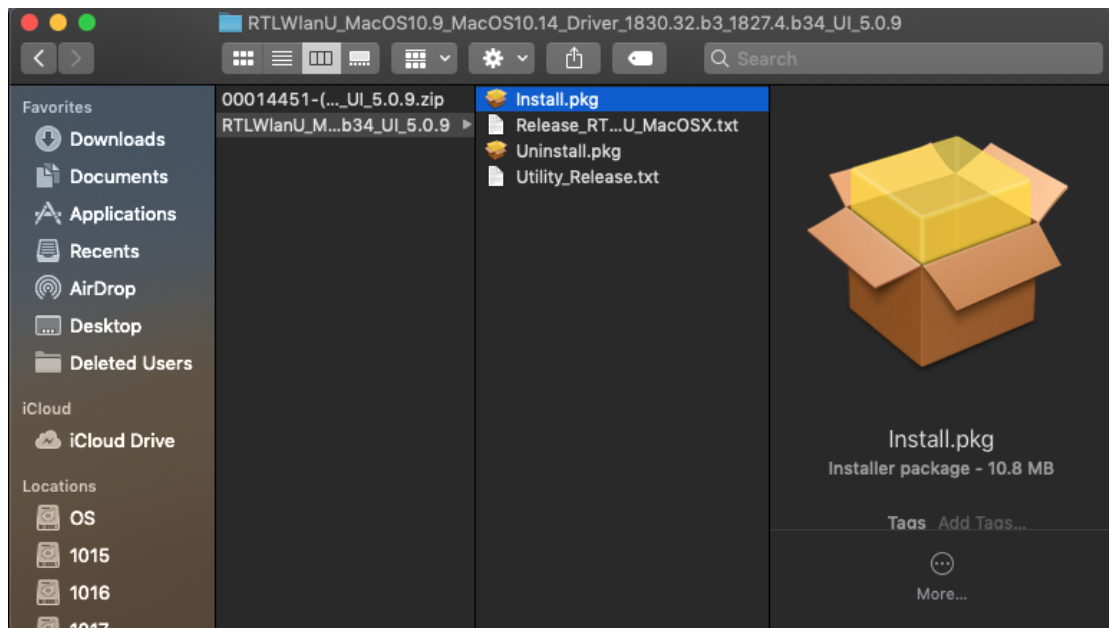 RTLWlanU_MacOS10.9_MacOS10.14_Driver_1830.32.b3_1827.4.b34_UI_5.0.9
Search
Favorites
Downloads
Documents
Applications
Recents
AirDrop
Desktop
Deleted Users
iCloud
iCloud Drive
Locations
OS
1015
1016
1017
00014451-(..._UI_5.0.9.zip
RTLWlanU_M...b34_UI_5.0.9
Install.pkg
Release_RT...U_MacOSX.txt
Uninstall.pkg
Utility_Release.txt
Install.pkg
Installer package - 10.8 MB
Tags Add Tags...
More...